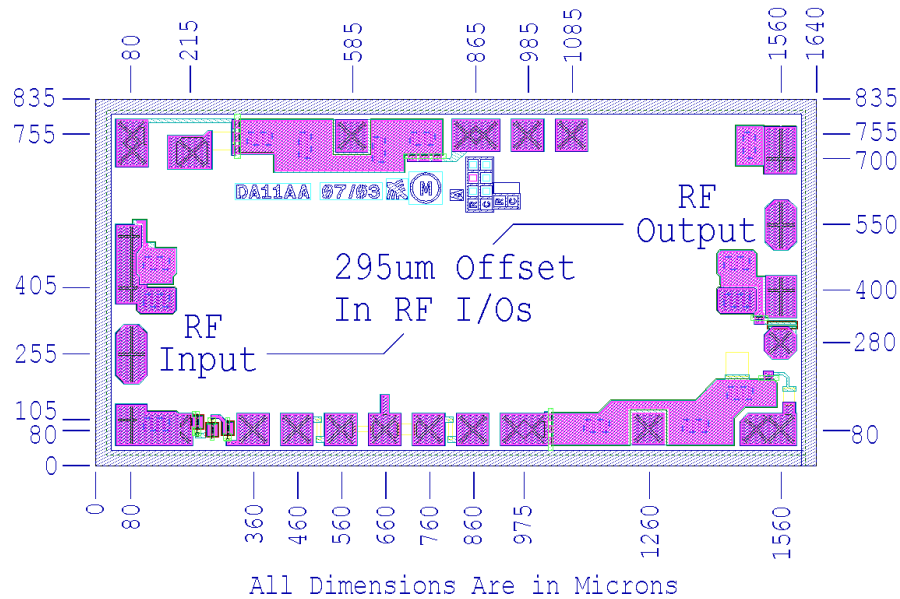 80 215 585 865 985 1085 1560 1640
835 835
755 755
700
DA11AA 07/03 M
RF
Output
550
295um Offset
In RF I/Os
405 400
RF
Input
280
255
105
80 80
0
0 80 360 460 560 660 760 860 975 1260 1560
All Dimensions Are in Microns